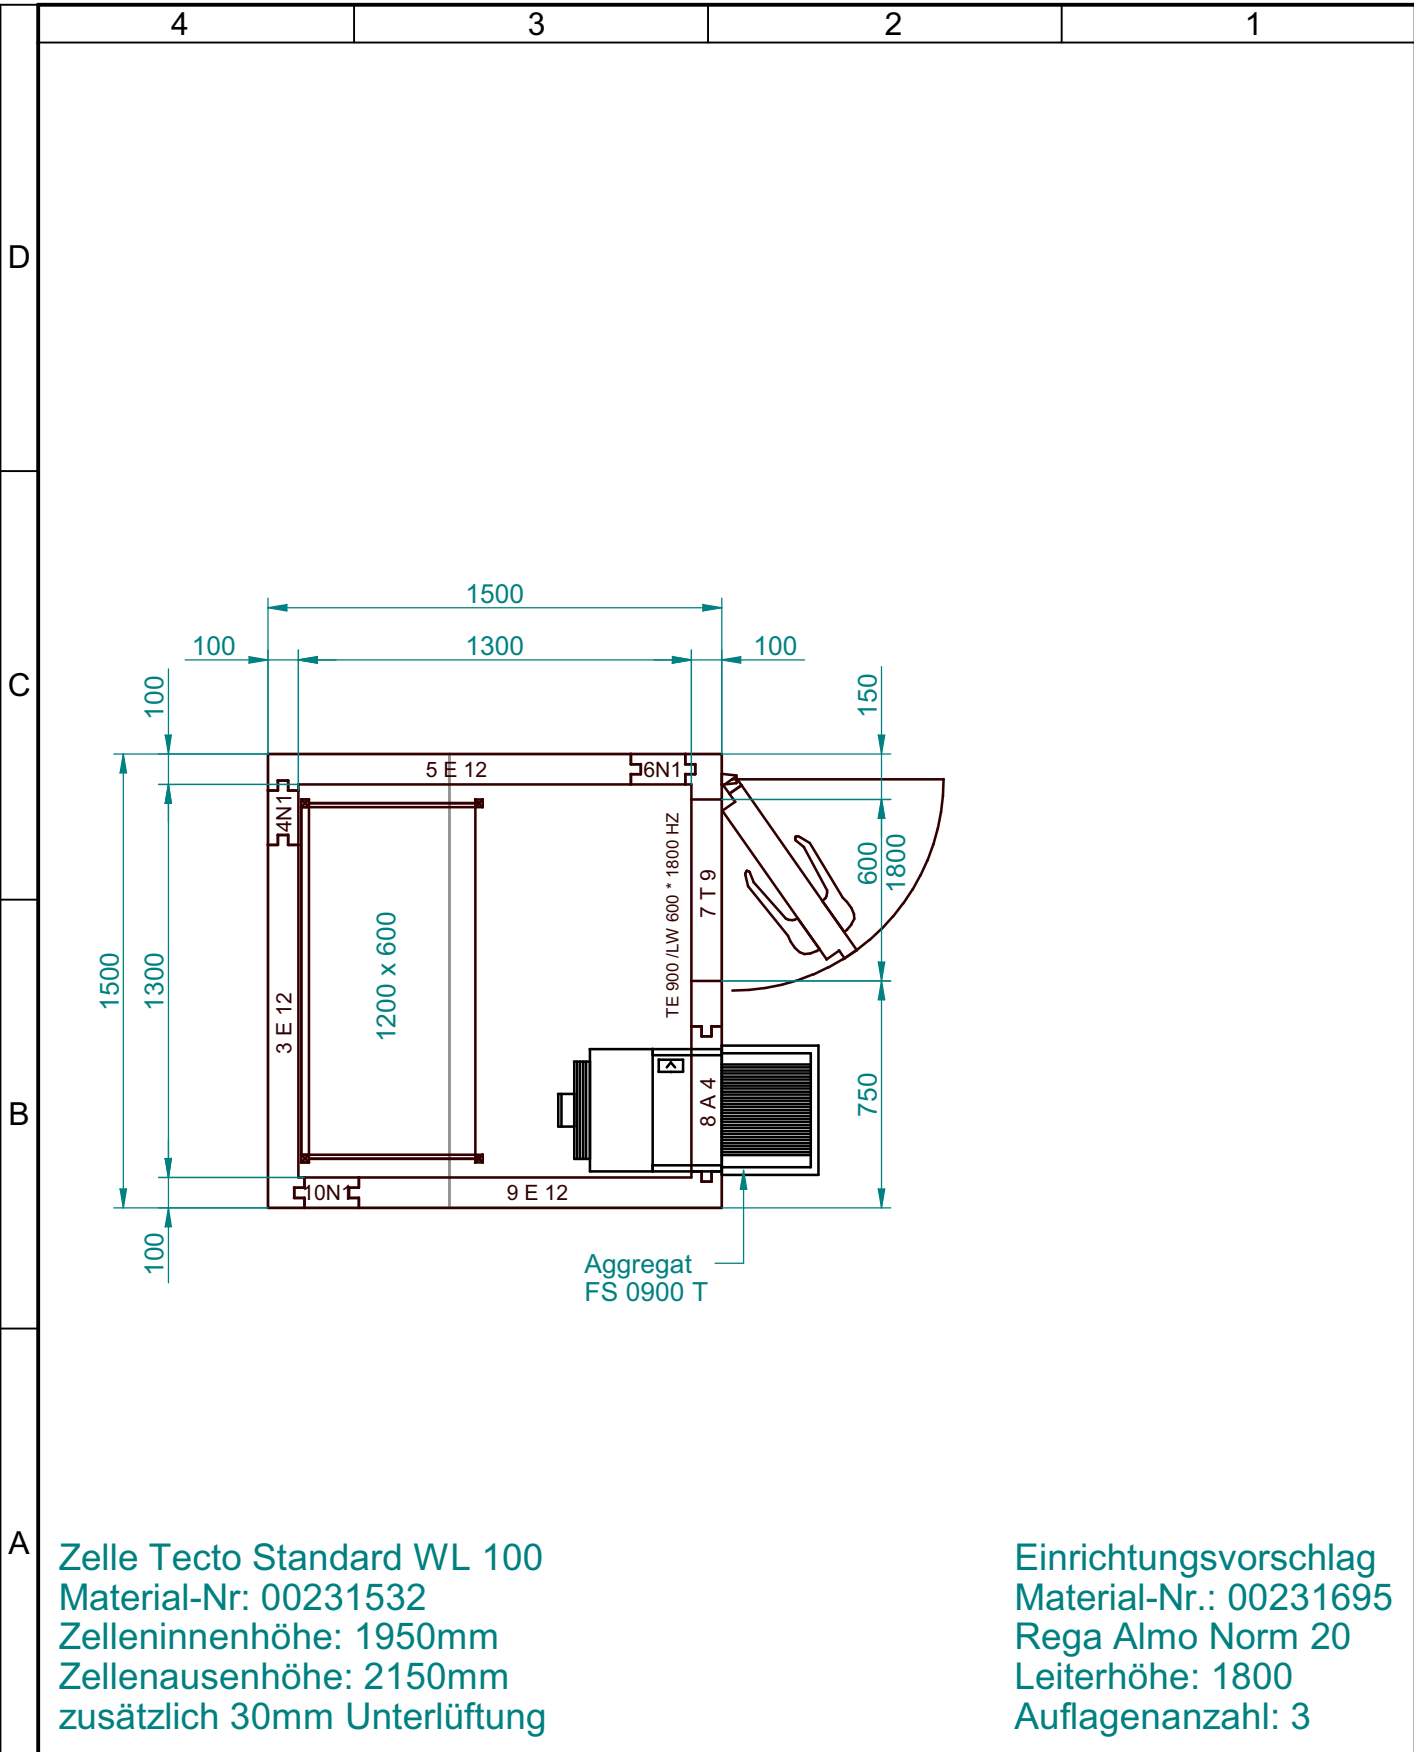 4 3 2 1
D
C
B
A
1500
100 1300 100
100
150
5 E 12
6N1
4N1
TE 900 /LW 600 * 1800 HZ
7 T 9
600
1800
1500
1300
3 E 12
1200 x 600
8 A 4
750
10N1
9 E 12
100
Aggregat
FS 0900 T
Zelle Tecto Standard WL 100
Material-Nr: 00231532
Zelleninnenhöhe: 1950mm
Zellenausenhöhe: 2150mm
zusätzlich 30mm Unterlüftung
Einrichtungsvorschlag
Material-Nr.: 00231695
Rega Almo Norm 20
Leiterhöhe: 1800
Auflagenanzahl: 3